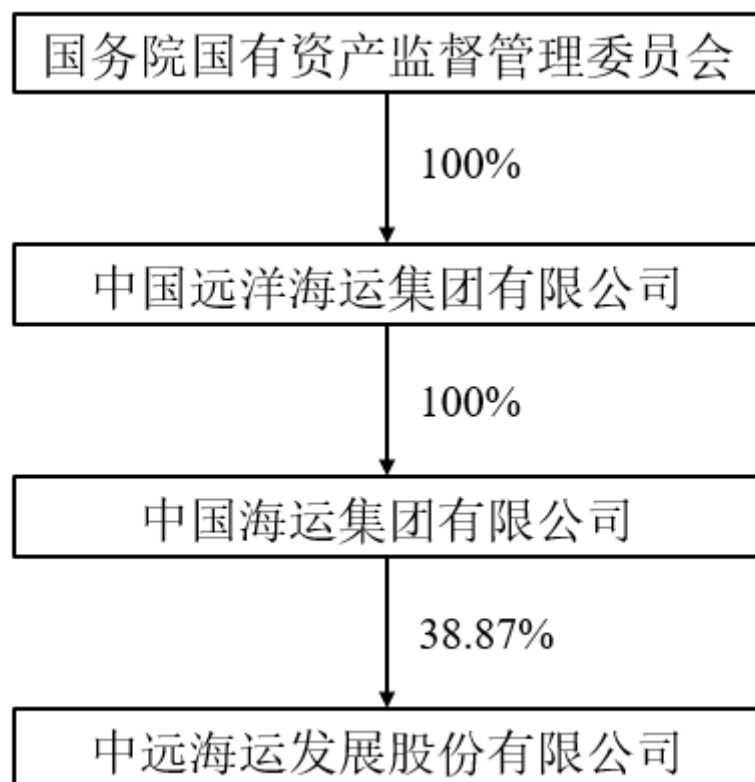 国务院国有资产监督管理委员会
100%
中国远洋海运集团有限公司
100%
中国海运集团有限公司
38.87%
中远海运发展股份有限公司